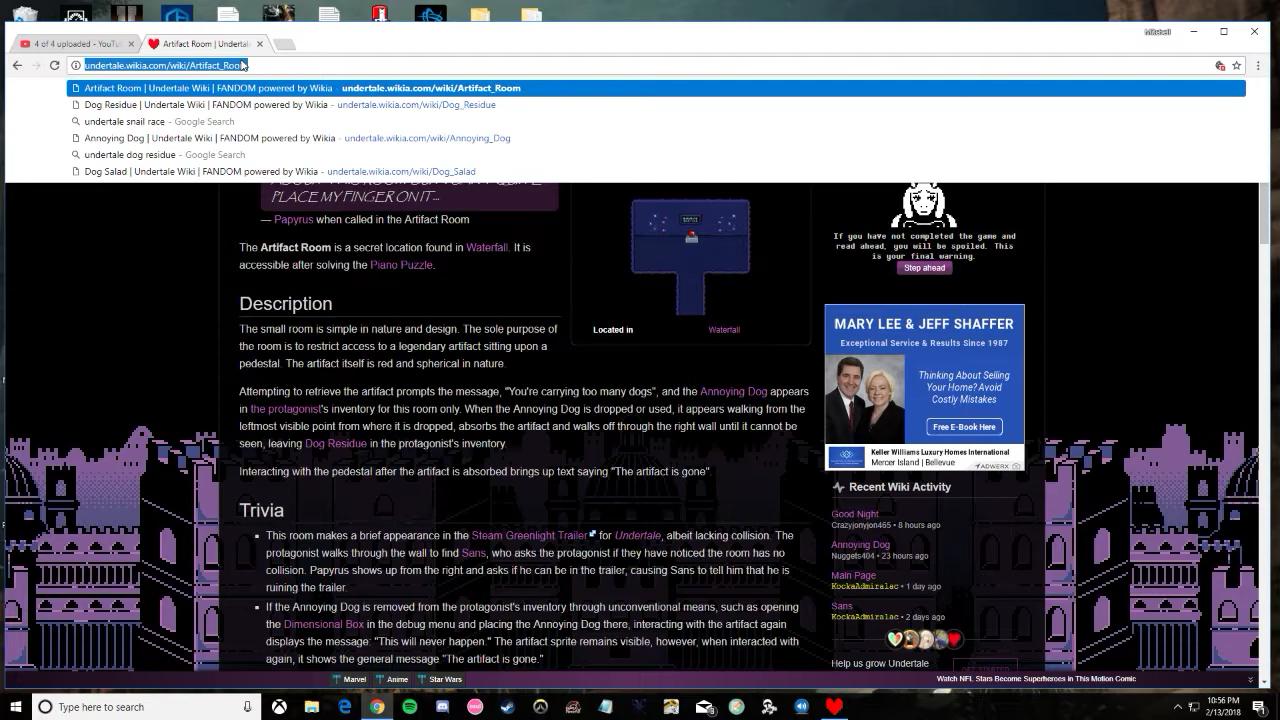 Mitchell
4 of 4 uploaded - YouTu
Artifact Room | Undertal
undertale.wikia.com/wiki/Artifact_Room
Artifact Room | Undertale Wiki | FANDOM powered by Wikia - undertale.wikia.com/wiki/Artifact_Room
Dog Residue | Undertale Wiki | FANDOM powered by Wikia - undertale.wikia.com/wiki/Dog_Residue
undertale snail race - Google Search
Annoying Dog | Undertale Wiki | FANDOM powered by Wikia - undertale.wikia.com/wiki/Annoying_Dog
undertale dog residue - Google Search
Dog Salad | Undertale Wiki | FANDOM powered by Wikia - undertale.wikia.com/wiki/Dog_Salad
PLACE MY FINGER ON IT...
— Papyrus when called in the Artifact Room
The Artifact Room is a secret location found in Waterfall. It is
accessible after solving the Piano Puzzle.
Description
The small room is simple in nature and design. The sole purpose of
the room is to restrict access to a legendary artifact sitting upon a
pedestal. The artifact itself is red and spherical in nature.
Located in Waterfall
Attempting to retrieve the artifact prompts the message, "You're carrying too many dogs", and the Annoying Dog appears
in the protagonist's inventory for this room only. When the Annoying Dog is dropped or used, it appears walking from the
leftmost visible point from where it is dropped, absorbs the artifact and walks off through the right wall until it cannot be
seen, leaving Dog Residue in the protagonist's inventory.
Interacting with the pedestal after the artifact is absorbed brings up text saying "The artifact is gone".
Trivia
This room makes a brief appearance in the Steam Greenlight Trailer for Undertale, albeit lacking collision. The
protagonist walks through the wall to find Sans, who asks the protagonist if they have noticed the room has no
collision. Papyrus shows up from the right and asks if he can be in the trailer, causing Sans to tell him that he is
ruining the trailer.
If the Annoying Dog is removed from the protagonist's inventory through unconventional means, such as opening
the Dimensional Box in the debug menu and placing the Annoying Dog there, interacting with the artifact again
displays the message: "This will never happen." The artifact sprite remains visible, however, when interacted with
again, it shows the general message "The artifact is gone."
If you have not completed the game and
read ahead, you will be spoiled. This
is your final warning.
Step ahead
MARY LEE & JEFF SHAFFER
Exceptional Service & Results Since 1987
Thinking About Selling
Your Home? Avoid
Costly Mistakes
Free E-Book Here
Keller Williams Luxury Homes International
Mercer Island | Bellevue
ADWERX
Recent Wiki Activity
Good Night
Crazyjonyjon465 • 8 hours ago
Annoying Dog
Nuggets404 • 23 hours ago
Main Page
KockaAdmiralac • 1 day ago
Sans
KockaAdmiralac • 2 days ago
Help us grow Undertale
GET STARTED
Marvel
Anime
Star Wars
Watch NFL Stars Become Superheroes in This Motion Comic
Type here to search
10:56 PM
2/13/2018